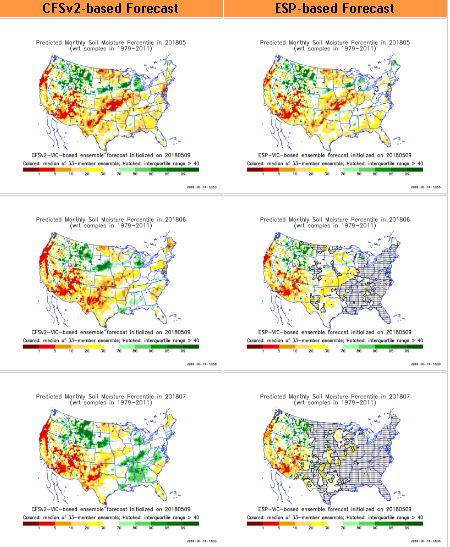 CFSv2-based Forecast
ESP-based Forecast
Predicted Monthly Soil Moisture Percentile in 201805
(wrt samples in 1979-2011)
CFSv2-VIC-based ensemble forecast initialized on 20180509
Colored: median of 33-member ensemble; Hatched: interquartile range > 40
Predicted Monthly Soil Moisture Percentile in 201805
(wrt samples in 1979-2011)
ESP-VIC-based ensemble forecast initialized on 20180509
Colored: median of 33-member ensemble; Hatched: interquartile range > 40
Predicted Monthly Soil Moisture Percentile in 201806
(wrt samples in 1979-2011)
CFSv2-VIC-based ensemble forecast initialized on 20180509
Colored: median of 33-member ensemble; Hatched: interquartile range > 40
Predicted Monthly Soil Moisture Percentile in 201806
(wrt samples in 1979-2011)
ESP-VIC-based ensemble forecast initialized on 20180509
Colored: median of 33-member ensemble; Hatched: interquartile range > 40
Predicted Monthly Soil Moisture Percentile in 201807
(wrt samples in 1979-2011)
CFSv2-VIC-based ensemble forecast initialized on 20180509
Colored: median of 33-member ensemble; Hatched: interquartile range > 40
Predicted Monthly Soil Moisture Percentile in 201807
(wrt samples in 1979-2011)
ESP-VIC-based ensemble forecast initialized on 20180509
Colored: median of 33-member ensemble; Hatched: interquartile range > 40